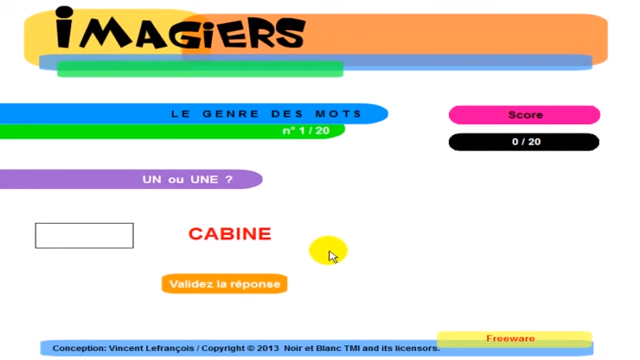 iMAGiERS
LE GENRE DES MOTS
Score
n° 1 / 20
0 / 20
UN ou UNE ?
CABINE
Validez la réponse
Freeware
Conception: Vincent Lefrançois / Copyright © 2013 Noir et Blanc TMI and its licensors.